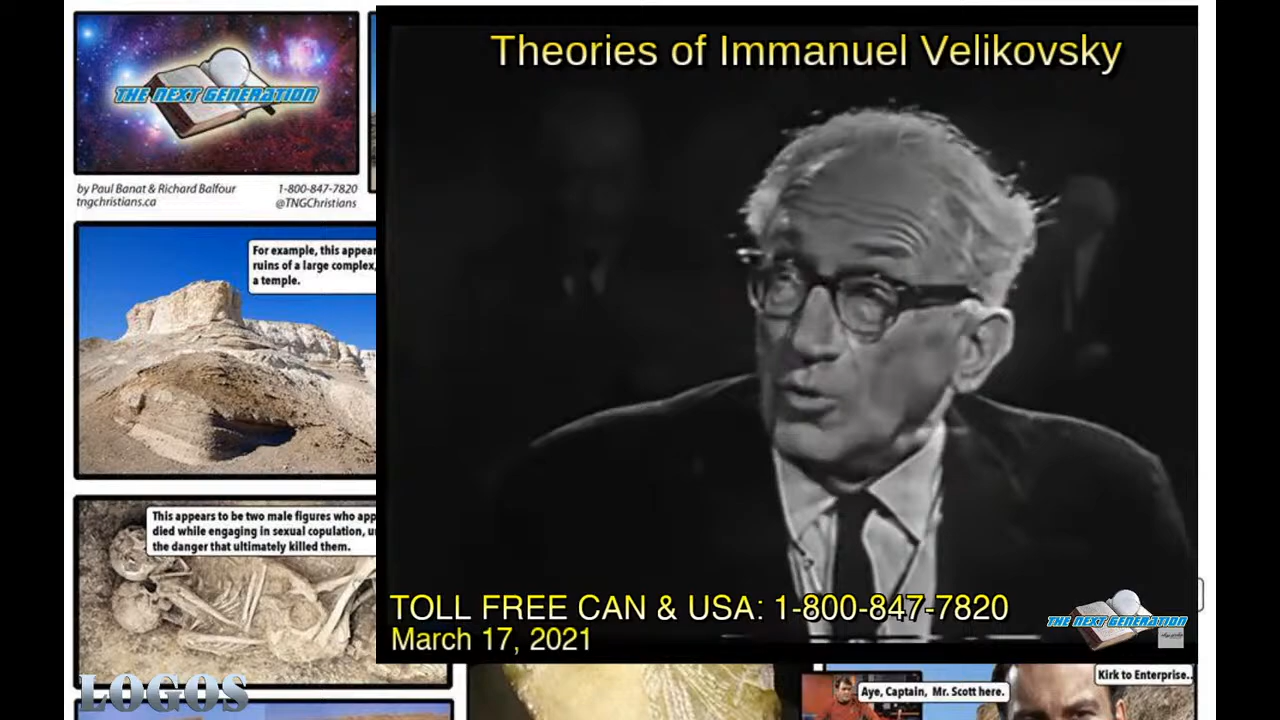 Theories of Immanuel Velikovsky
THE NEXT GENERATION
by Paul Banat & Richard Balfour
1-800-847-7820
tngchristians.ca
@TNGChristians
For example, this appear
ruins of a large complex,
a temple.
This appears to be two male figures who app
died while engaging in sexual copulation, u
the danger that ultimately killed them.
TOLL FREE CAN & USA: 1-800-847-7820
March 17, 2021
THE NEXT GENERATION
LOGOS
Aye, Captain, Mr. Scott here.
Kirk to Enterprise..